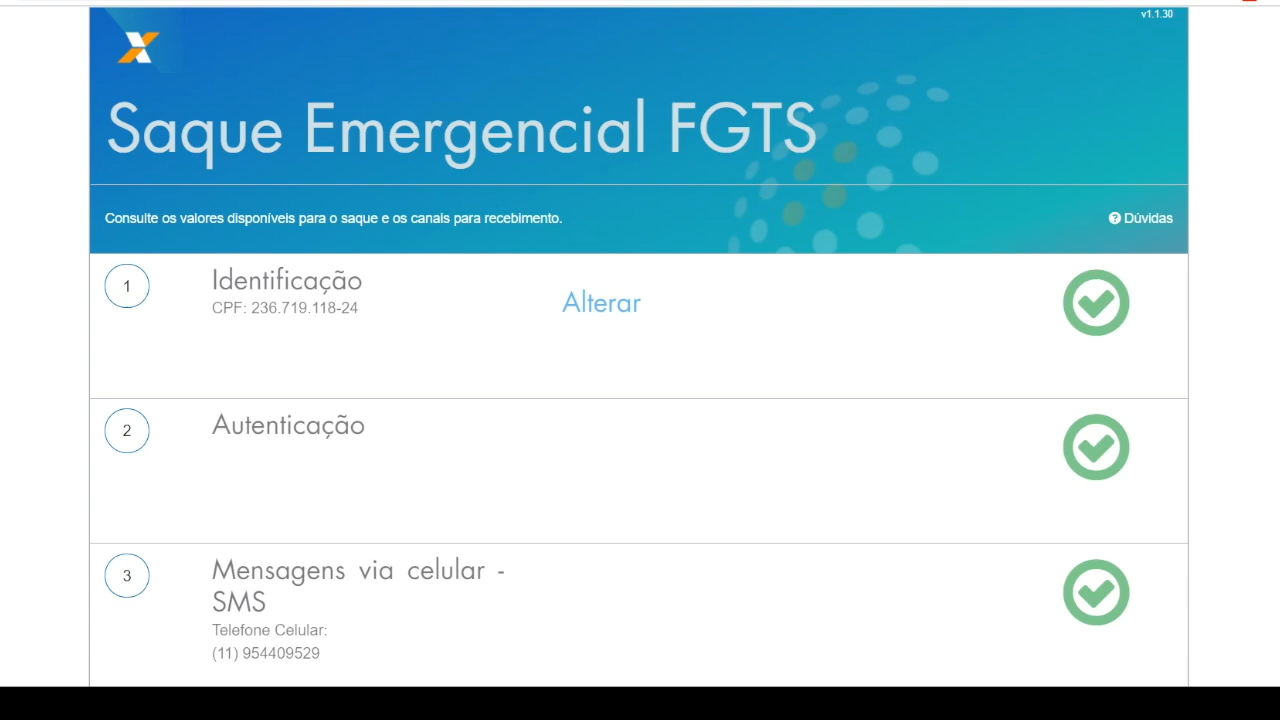 v1.1.30
Saque Emergencial FGTS
Consulte os valores disponíveis para o saque e os canais para recebimento.
? Dúvidas
1
Identificação
CPF: 236.719.118-24
Alterar
2
Autenticação
3
Mensagens via celular -
SMS
Telefone Celular:
(11) 954409529